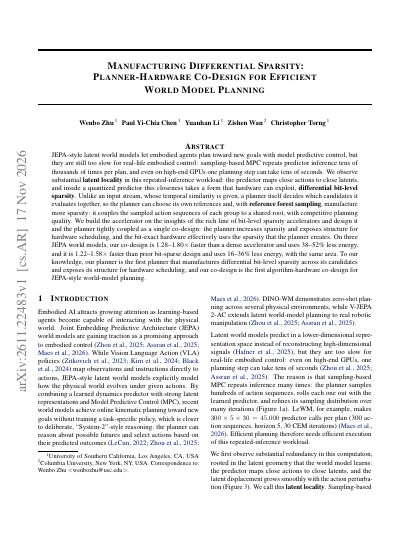 MANUFACTURING DIFFERENTIAL SPARSITY:
PLANNER-HARDWARE CO-DESIGN FOR EFFICIENT
WORLD MODEL PLANNING
Wenbo Zhu 1 Paul Yi-Chia Chen 2 Yuanhan Li 2 Zishen Wan 2 Christopher Torng 1
ABSTRACT
JEPA-style latent world models let embodied agents plan toward new goals with model predictive control, but
they are still too slow for real-life embodied control: sampling-based MPC repeats predictor inference tens of
thousands of times per plan, and even on high-end GPUs one planning step can take tens of seconds. We observe
substantial latent locality in this repeated-inference workload: the predictor maps close actions to close latents, and
inside a quantized predictor this closeness takes a form that hardware can exploit, differential bit-level
sparsity. Unlike an input stream, whose temporal similarity is given, a planner itself decides which candidates it
evaluates together, so the planner can choose its own references and, with reference forest sampling, manufacture
more sparsity: it couples the sampled action sequences of each group to a shared root, with competitive planning
quality. We build the accelerator on the insights of the rich line of bit-sparsity accelerators and design it and
the planner tightly coupled as a single co-design: the planner increases sparsity and exposes structure
for hardware scheduling, and the bit hardware effectively uses the sparsity that the planner creates. On three
JEPA world models, our co-design is 1.28–1.80× faster than a dense accelerator and uses 38–52% less energy,
and it is 1.22–1.58× faster than prior bit-sparse design and uses 16–36% less energy, with the same area. To
our knowledge, our planner is the first planner that manufactures differential bit-level sparsity across its candidates
and exposes its structure for hardware scheduling, and our co-design is the first algorithm-hardware co-design for
JEPA-style world-model planning.
1 INTRODUCTION
Embodied AI attracts growing attention as learning-based
agents become capable of interacting with the physical
world. Joint Embedding Predictive Architecture (JEPA)
world models are gaining traction as a promising approach
to embodied control (Zhou et al., 2025; Assran et al., 2025;
Maes et al., 2026). While Vision Language Action (VLA)
policies (Zitkovich et al., 2023; Kim et al., 2024; Black
et al., 2024) map observations and instructions directly to
actions, JEPA-style latent world models explicitly model
how the physical world evolves under given actions. By
combining a learned dynamics predictor with strong latent
representations and Model Predictive Control (MPC), recent
world models achieve online kinematic planning toward new
goals without training a task-specific policy, which is closer
to deliberate, "System-2"-style reasoning: the planner can
reason about possible futures and select actions based on
their predicted outcomes (LeCun, 2022; Zhou et al., 2025;
1University of Southern California, Los Angeles, CA, USA
2Columbia University, New York, NY, USA. Correspondence to:
Wenbo Zhu <wenbozhu@usc.edu>.
Maes et al., 2026). DINO-WM demonstrates zero-shot plan-
ning across several physical environments, while V-JEPA
2-AC extends latent world-modeling to real robotic
manipulation (Zhou et al., 2025; Assran et al., 2025).
Latent world models predict in a lower-dimensional repre-
sentation space instead of reconstructing high-dimensional
signals (Hafner et al., 2025), but they are too slow for
real-life embodied control: even on high-end GPUs, one
planning step can take tens of seconds (Zhou et al., 2025;
Assran et al., 2025). The reason is that sampling-based
MPC repeats inference many times: the planner samples
hundreds of action sequences, rolls each one out with the
learned predictor, and refines its sampling distribution over
many iterations (Fig. 1a). LeWM, for example, makes
300 × 5 × 30 = 45,000 predictor calls per plan (300 ac-
tion sequences, horizon 5, 30 CEM iterations) (Maes et al.,
2026). Efficient planning therefore needs efficient execution
of this repeated-inference workload.
We first observe substantial redundancy in this computation,
rooted in the latent geometry that the world model learns:
the predictor maps close actions to close latents, and the
latent displacement grows smoothly with the action perturba-
tion (Figure 3). We call this latent locality. Sampling-based
arXiv:2611.22483v1 [cs.AR] 17 Nov 2026